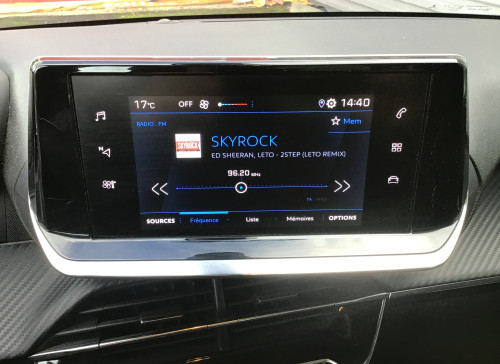 17°C OFF 14:40
RADIO : FM
Mem
SKYROCK
SKYROCK
ED SHEERAN, LETO - 2STEP (LETO REMIX)
96.20 MHz
TA
SOURCES Fréquence Liste Mémoires OPTIONS
N